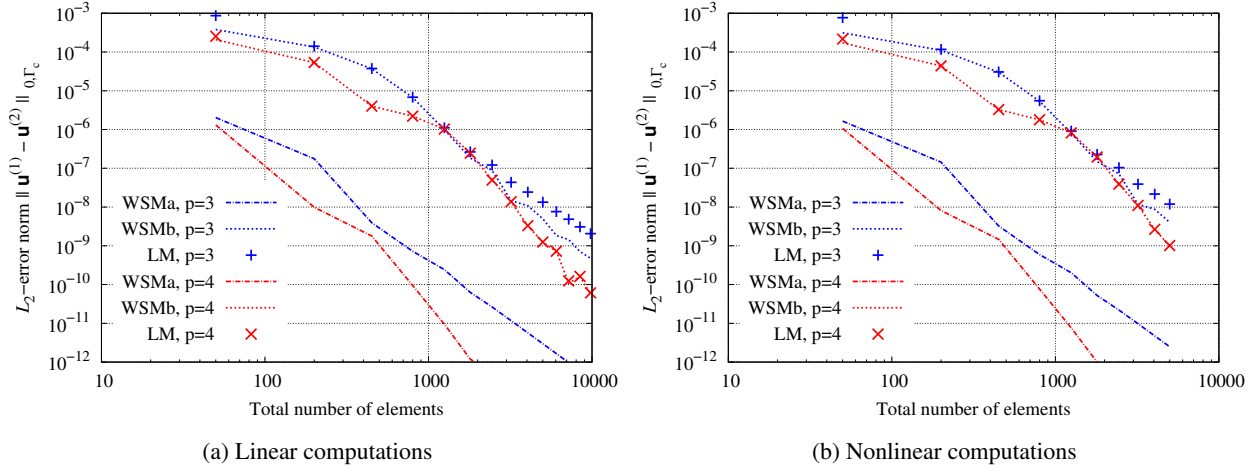 10⁻³
10⁻⁴
10⁻⁵
10⁻⁶
10⁻⁷
10⁻⁸
10⁻⁹
10⁻¹⁰
10⁻¹¹
10⁻¹²
L₂−error norm ‖ u⁽¹⁾ − u⁽²⁾ ‖ ₀,Γc
WSMa, p=3
WSMb, p=3
LM, p=3
WSMa, p=4
WSMb, p=4
LM, p=4
10 100 1000 10000
Total number of elements
(a) Linear computations
10⁻³
10⁻⁴
10⁻⁵
10⁻⁶
10⁻⁷
10⁻⁸
10⁻⁹
10⁻¹⁰
10⁻¹¹
10⁻¹²
L₂−error norm ‖ u⁽¹⁾ − u⁽²⁾ ‖ ₀,Γc
WSMa, p=3
WSMb, p=3
LM, p=3
WSMa, p=4
WSMb, p=4
LM, p=4
10 100 1000 10000
Total number of elements
(b) Nonlinear computations